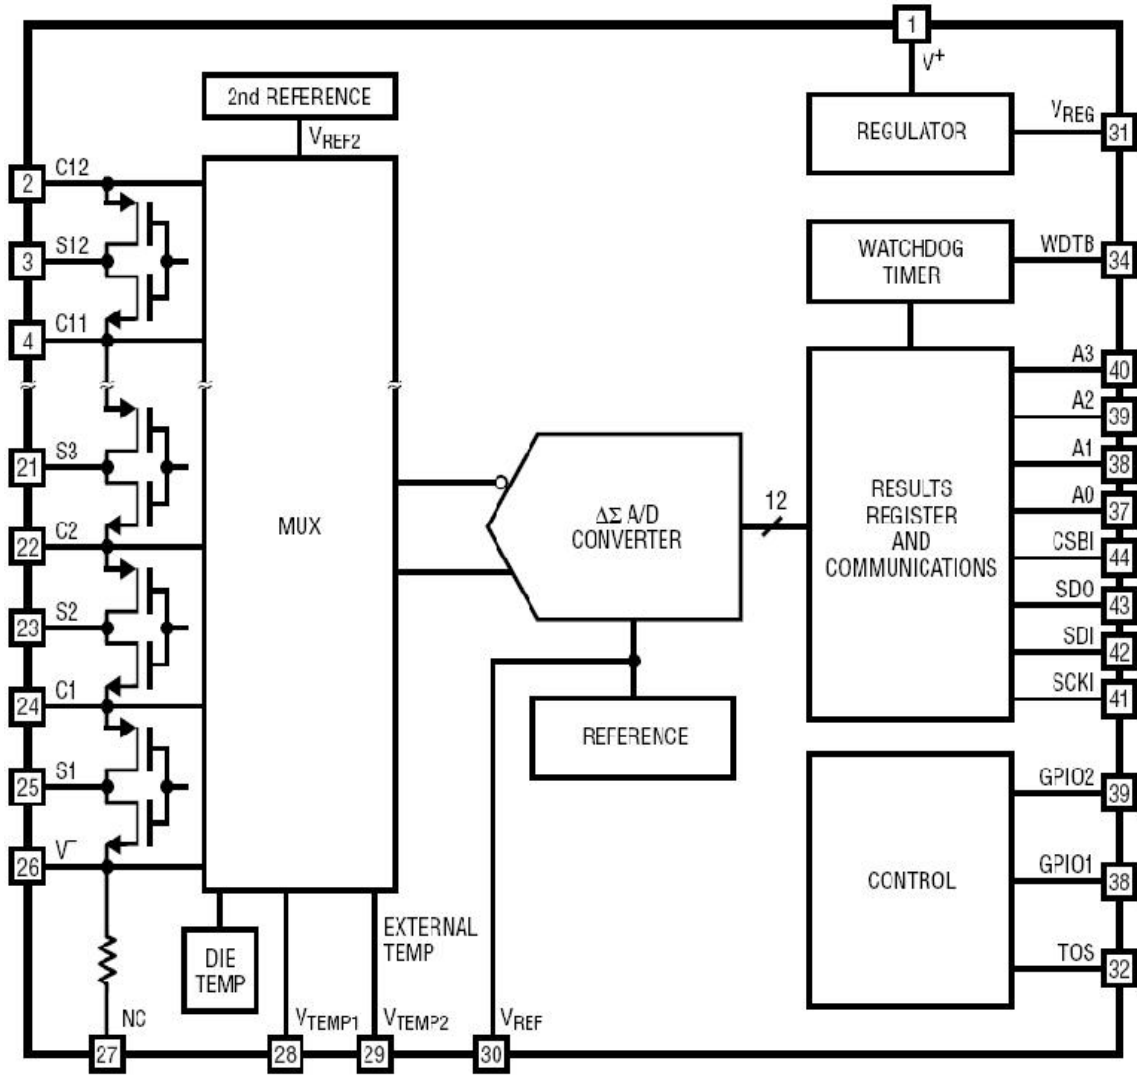 1
V+
2nd REFERENCE
REGULATOR
VREG
31
VREF2
2
C12
3
S12
4
C11
WATCHDOG
TIMER
WDTB
34
21
S3
22
C2
23
S2
24
C1
25
S1
26
V−
MUX
ΔΣ A/D
CONVERTER
12
RESULTS
REGISTER
AND
COMMUNICATIONS
A3
40
A2
39
A1
38
A0
37
CSBI
44
SDO
43
SDI
42
SCKI
41
REFERENCE
CONTROL
GPIO2
39
GPIO1
38
TOS
32
DIE
TEMP
EXTERNAL
TEMP
NC
VTEMP1
VTEMP2
VREF
27
28
29
30